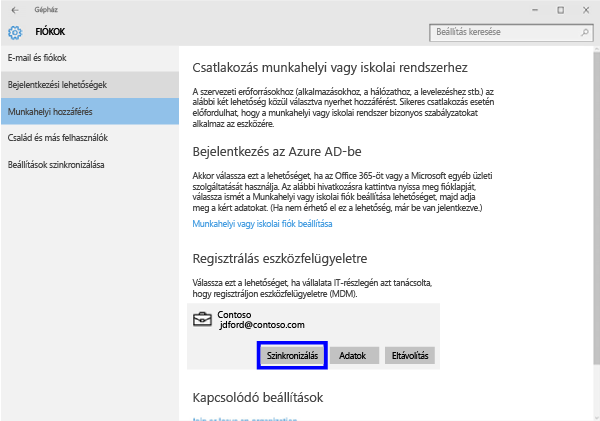 Gépház
FIÓKOK
Beállítás keresése
E-mail és fiókok
Bejelentkezési lehetőségek
Munkahelyi hozzáférés
Család és más felhasználók
Beállítások szinkronizálása
Csatlakozás munkahelyi vagy iskolai rendszerhez
A szervezeti erőforrásokhoz (alkalmazásokhoz, a hálózathoz, a levelezéshez stb.) az
alábbi két lehetőség közül választva nyerhet hozzáférést. Sikeres csatlakozás esetén
előfordulhat, hogy a munkahelyi vagy iskolai rendszer bizonyos szabályzatokat
alkalmaz az eszközére.
Bejelentkezés az Azure AD-be
Akkor válassza ezt a lehetőséget, ha az Office 365-öt vagy a Microsoft egyéb üzleti
szolgáltatását használja. Az alábbi hivatkozásra kattintva nyissa meg fióklapját,
válassza ismét a Munkahelyi vagy iskolai fiók beállítása lehetőséget, majd adja
meg a kért adatokat. (Ha nem érhető el ez a lehetőség, már be van jelentkezve.)
Munkahelyi vagy iskolai fiók beállítása
Regisztrálás eszközfelügyeletre
Válassza ezt a lehetőséget, ha vállalata IT-részlegén azt tanácsolta,
hogy regisztráljon eszközfelügyeletre (MDM).
Contoso
jdford@contoso.com
Szinkronizálás Adatok Eltávolítás
Kapcsolódó beállítások
Join or leave an organization